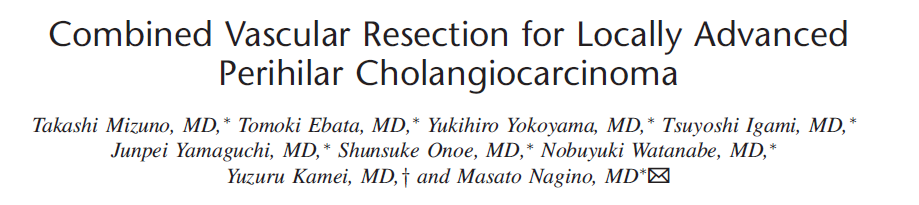 Combined Vascular Resection for Locally Advanced
Perihilar Cholangiocarcinoma
Takashi Mizuno, MD,* Tomoki Ebata, MD,* Yukihiro Yokoyama, MD,* Tsuyoshi Igami, MD,*
Junpei Yamaguchi, MD,* Shunsuke Onoe, MD,* Nobuyuki Watanabe, MD,*
Yuzuru Kamei, MD,† and Masato Nagino, MD*✉